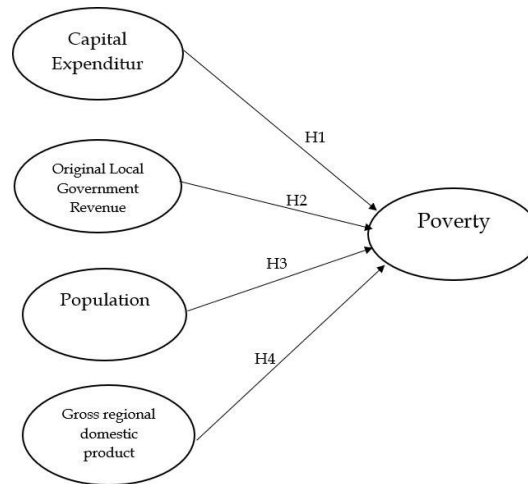 Capital
Expenditur
H1
Original Local
Government
Revenue
H2
Poverty
H3
Population
H4
Gross regional
domestic
product